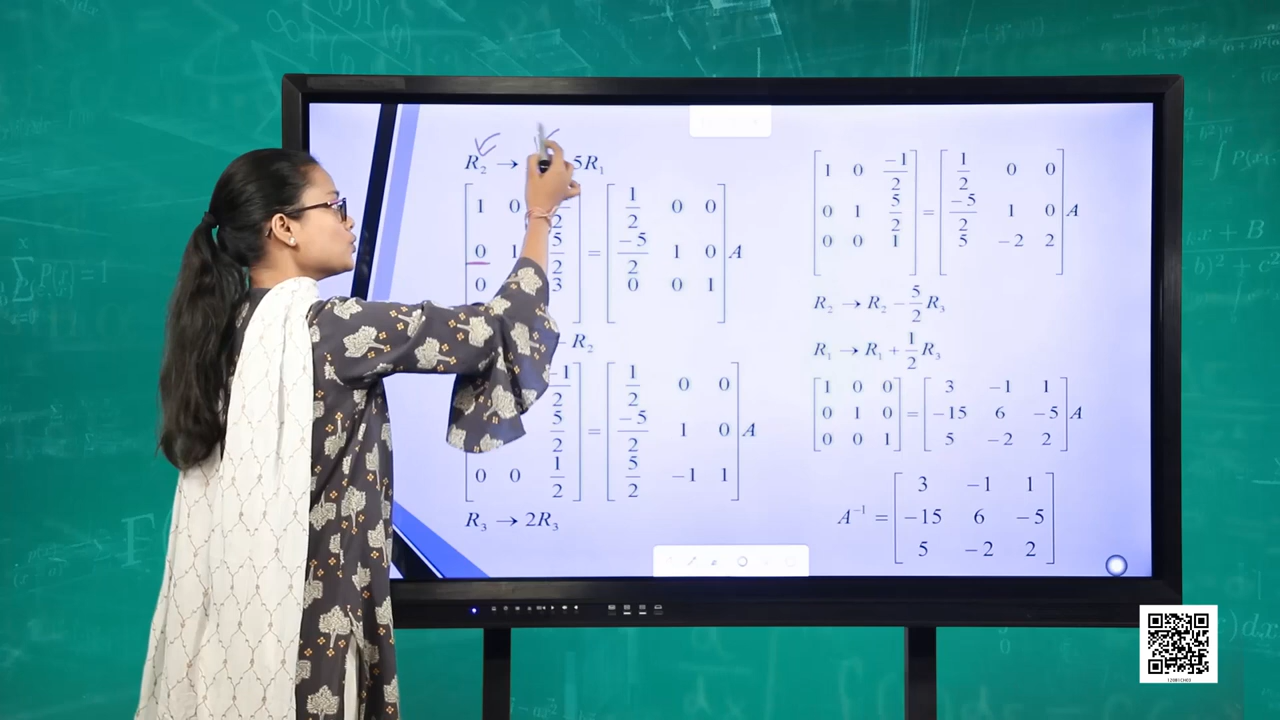 R₂ → 5R₁
[1 0 / 0 1 5/2 / 0 3] = [1/2 0 0 / -5/2 1 0 / 0 0 1] A
- R₂
[-1/2 / 5/2 / 0 0 1/2] = [1/2 0 0 / -5/2 1 0 / 5/2 -1 1] A
R₃ → 2R₃
[1 0 -1/2 / 0 1 5/2 / 0 0 1] = [1/2 0 0 / -5/2 1 0 / 5 -2 2] A
R₂ → R₂ - 5/2 R₃
R₁ → R₁ + 1/2 R₃
[1 0 0 / 0 1 0 / 0 0 1] = [3 -1 1 / -15 6 -5 / 5 -2 2] A
A⁻¹ = [3 -1 1 / -15 6 -5 / 5 -2 2]